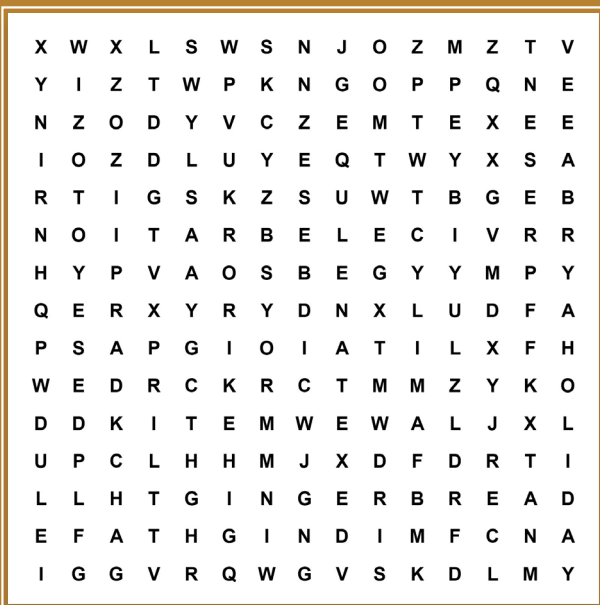 X W X L S W S N J O Z M Z T V
Y I Z T W P K N G O P P Q N E
N Z O D Y V C Z E M T E X E E
I O Z D L U Y E Q T W Y X S A
R T I G S K Z S U W T B G E B
N O I T A R B E L E C I V R R
H Y P V A O S B E G Y Y M P Y
Q E R X Y R Y D N X L U D F A
P S A P G I O I A T I L X F H
W E D R C K R C T M M Z Y K O
D D K I T E M W E W A L J X L
U P C L H H M J X D F D R T I
L L H T G I N G E R B R E A D
E F A T H G I N D I M F C N A
I G G V R Q W G V S K D L M Y